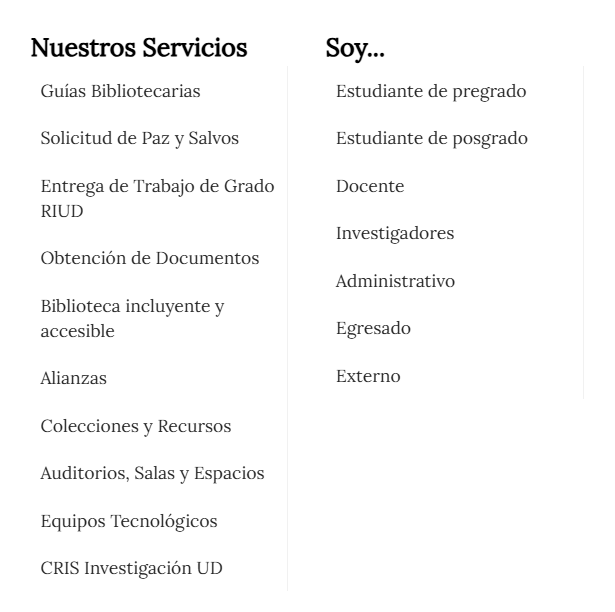 Nuestros Servicios
Guías Bibliotecarias
Solicitud de Paz y Salvos
Entrega de Trabajo de Grado
RIUD
Obtención de Documentos
Biblioteca incluyente y
accesible
Alianzas
Colecciones y Recursos
Auditorios, Salas y Espacios
Equipos Tecnológicos
CRIS Investigación UD
Soy...
Estudiante de pregrado
Estudiante de posgrado
Docente
Investigadores
Administrativo
Egresado
Externo